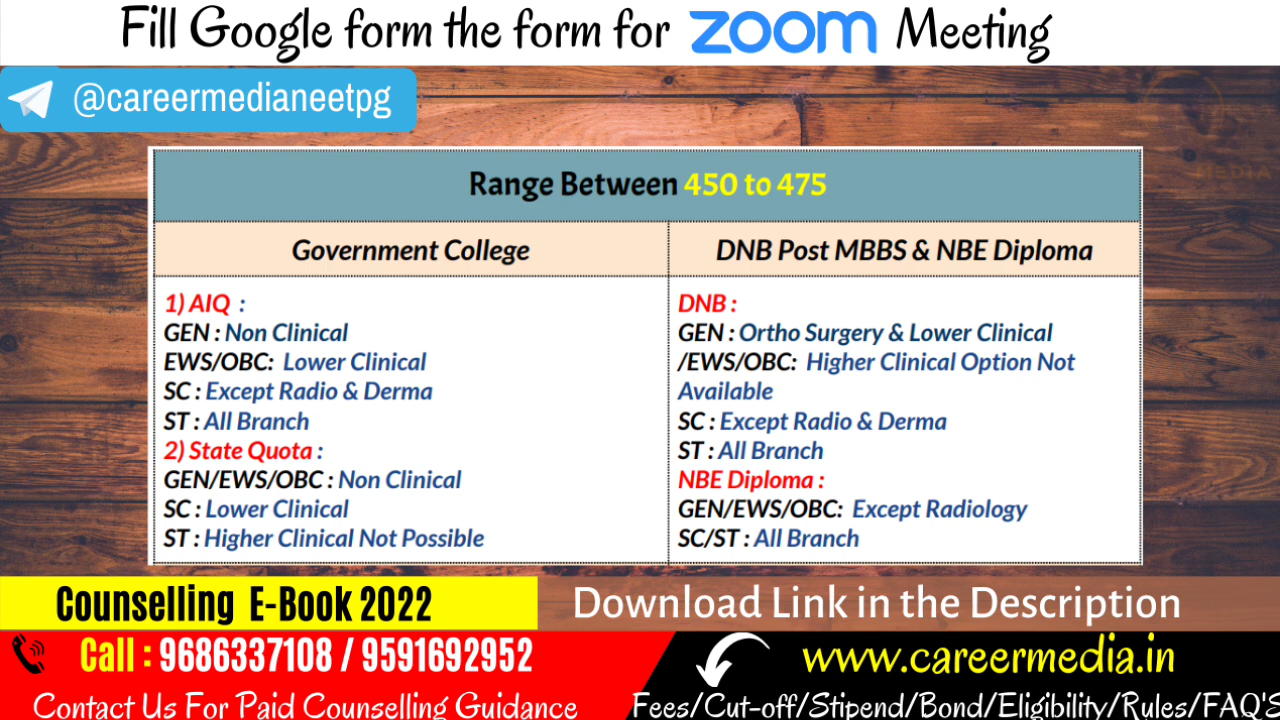 Fill Google form the form for zoom Meeting
@careermedianeetpg
MEDIA
Range Between 450 to 475
Government College
DNB Post MBBS & NBE Diploma
1) AIQ :
GEN : Non Clinical
EWS/OBC: Lower Clinical
SC : Except Radio & Derma
ST : All Branch
2) State Quota :
GEN/EWS/OBC : Non Clinical
SC : Lower Clinical
ST : Higher Clinical Not Possible
DNB :
GEN : Ortho Surgery & Lower Clinical
/EWS/OBC: Higher Clinical Option Not
Available
SC : Except Radio & Derma
ST : All Branch
NBE Diploma :
GEN/EWS/OBC: Except Radiology
SC/ST : All Branch
Counselling E-Book 2022
Download Link in the Description
Call : 9686337108 / 9591692952
www.careermedia.in
Contact Us For Paid Counselling Guidance
Fees/Cut-off/Stipend/Bond/Eligibility/Rules/FAQ'S